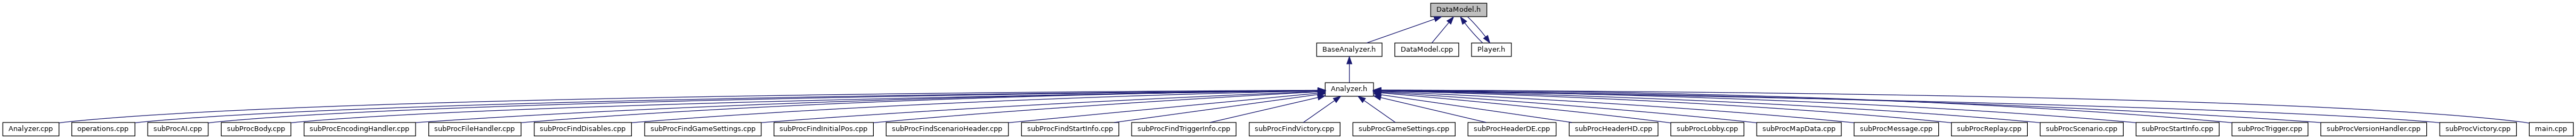 DataModel.h
BaseAnalyzer.h
DataModel.cpp
Player.h
Analyzer.h
Analyzer.cpp
operations.cpp
subProcAI.cpp
subProcBody.cpp
subProcEncodingHandler.cpp
subProcFileHandler.cpp
subProcFindDisables.cpp
subProcFindGameSettings.cpp
subProcFindInitialPos.cpp
subProcFindScenarioHeader.cpp
subProcFindStartInfo.cpp
subProcFindTriggerInfo.cpp
subProcFindVictory.cpp
subProcGameSettings.cpp
subProcHeaderDE.cpp
subProcHeaderHD.cpp
subProcLobby.cpp
subProcMapData.cpp
subProcMessage.cpp
subProcReplay.cpp
subProcScenario.cpp
subProcStartInfo.cpp
subProcTrigger.cpp
subProcVersionHandler.cpp
subProcVictory.cpp
main.cpp